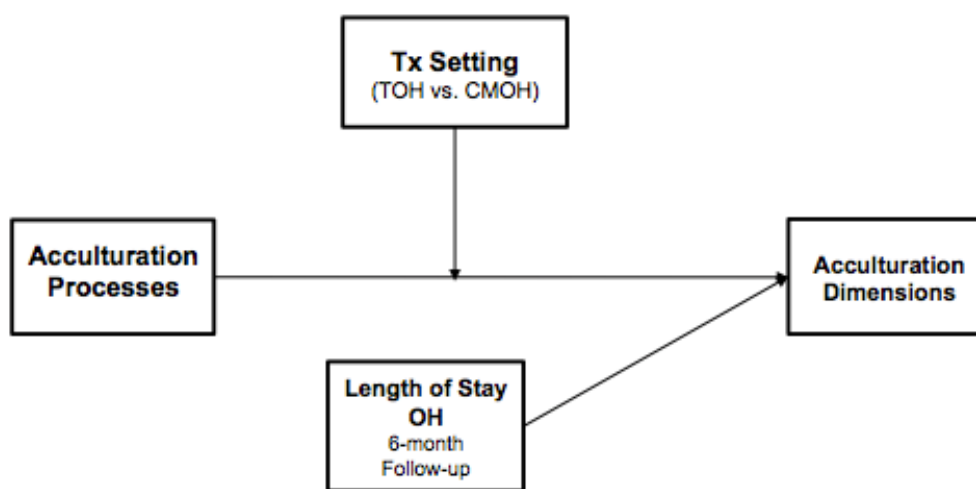 Tx Setting
(TOH vs. CMOH)
Acculturation
Processes
Acculturation
Dimensions
Length of Stay
OH
6-month
Follow-up